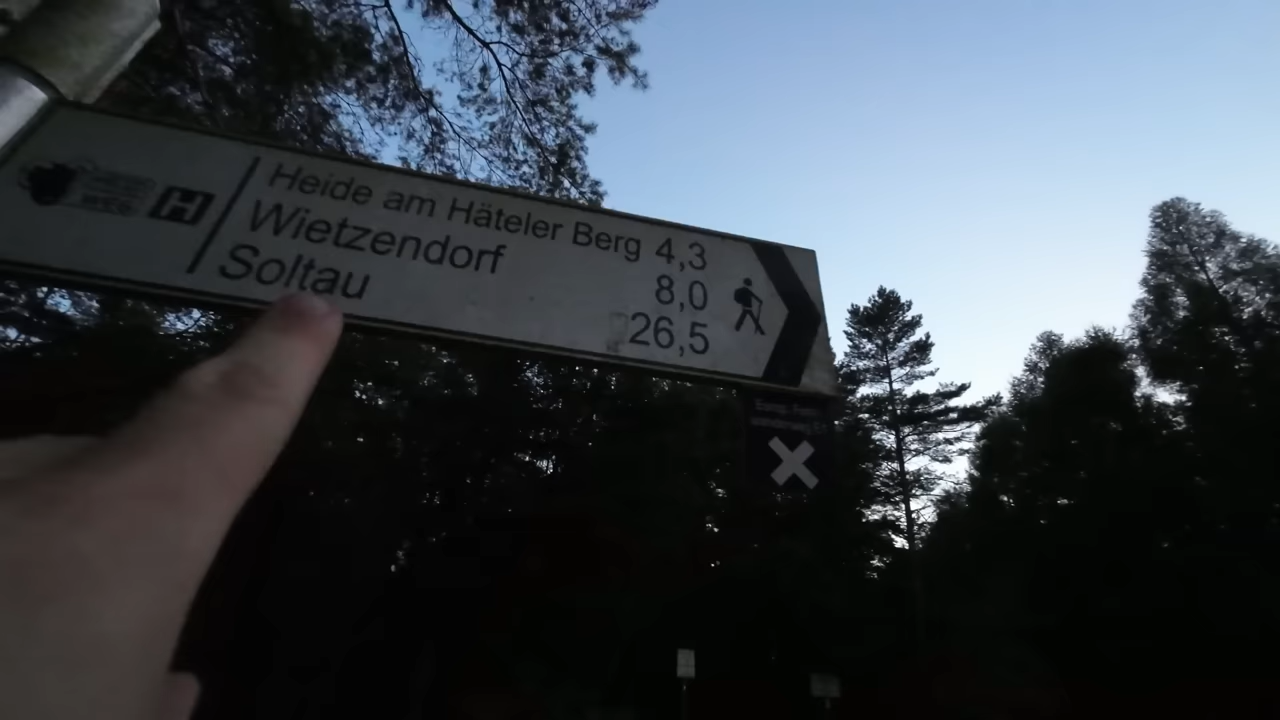 H
Heide am Häteler Berg 4,3
Wietzendorf 8,0
Soltau 26,5